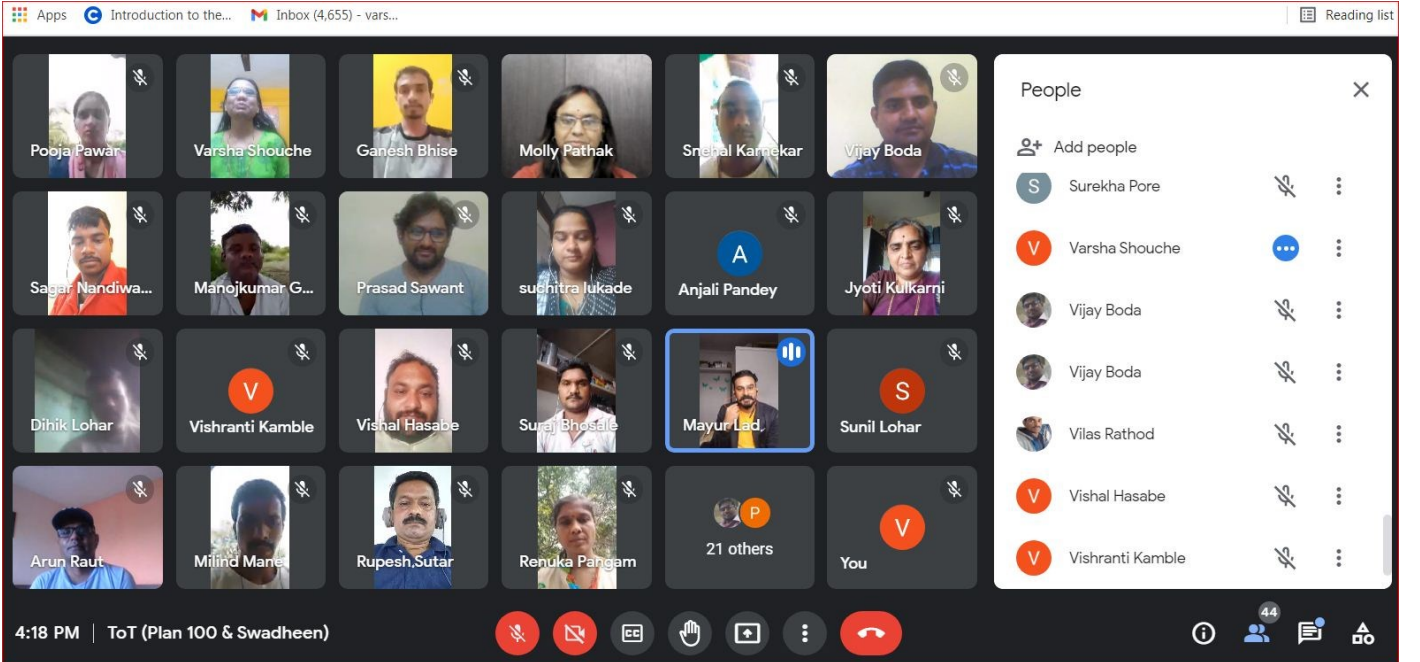 Apps Introduction to the... Inbox (4,655) - vars... Reading list
Pooja Pawar Varsha Shouche Ganesh Bhise Molly Pathak Snehal Karnekar Vijay Boda
Sagar Nandiwa... Manojkumar G... Prasad Sawant suchitra lukade A Anjali Pandey Jyoti Kulkarni
Dihik Lohar V Vishranti Kamble Vishal Hasabe Suraj Bhosale Mayur Lad, S Sunil Lohar
Arun Raut Milind Mane Rupesh,Sutar Renuka Pangam P 21 others V You
People
Add people
S Surekha Pore
V Varsha Shouche
Vijay Boda
Vijay Boda
Vilas Rathod
V Vishal Hasabe
V Vishranti Kamble
4:18 PM | ToT (Plan 100 & Swadheen) CC 44